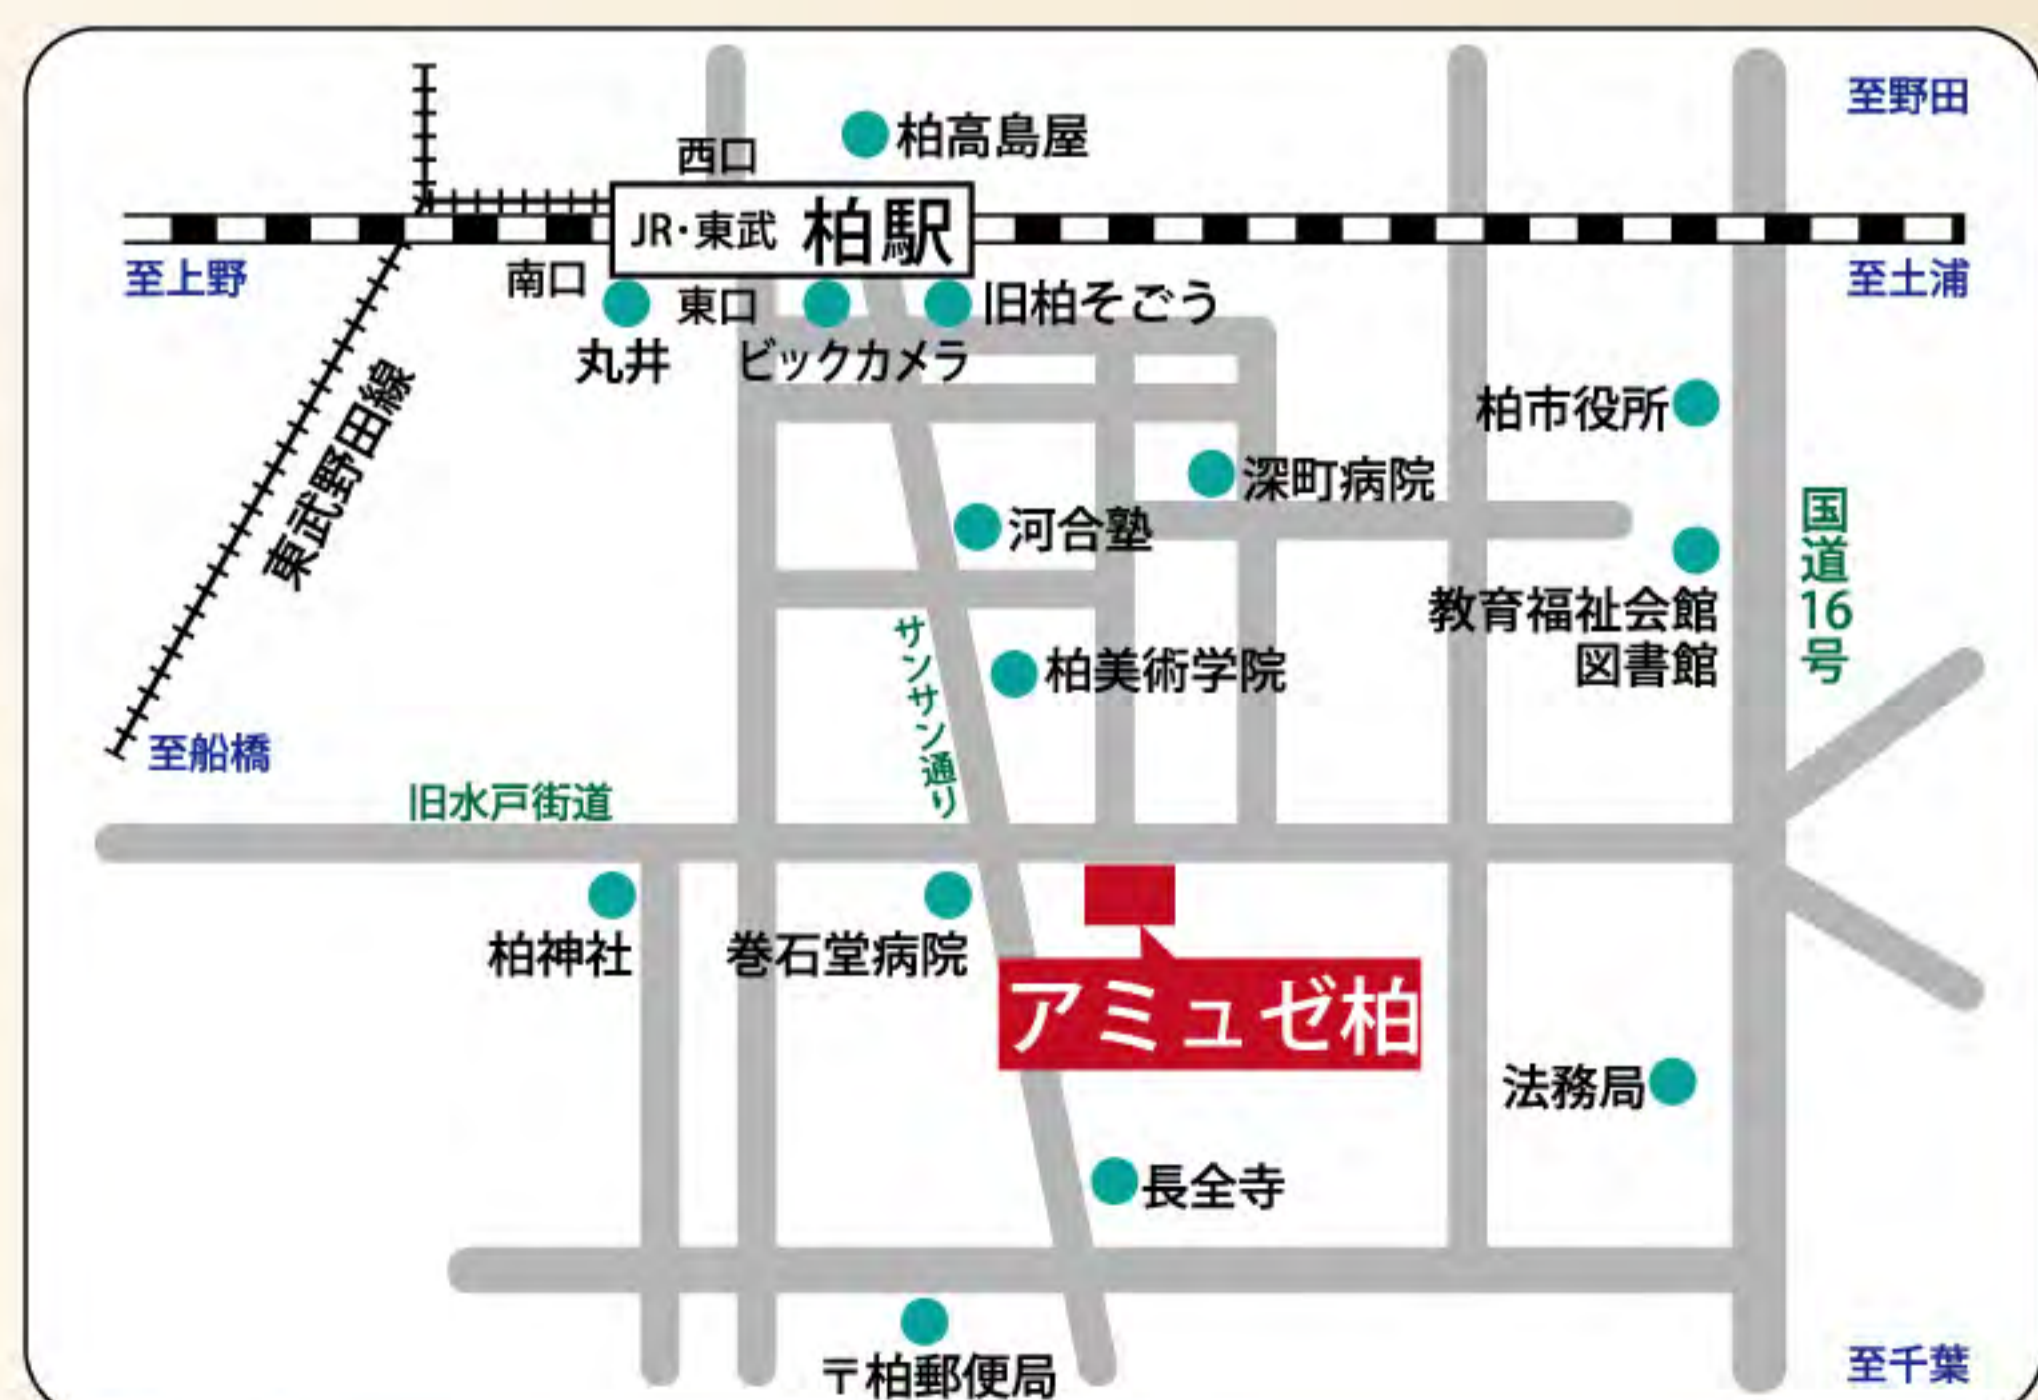 至野田
柏高島屋
西口
JR・東武 柏駅
至上野
南口
東口
旧柏そごう
至土浦
丸井
ビックカメラ
東武野田線
柏市役所
深町病院
国道16号
河合塾
教育福祉会館
図書館
サンサン通り
柏美術学院
至船橋
旧水戸街道
柏神社
巻石堂病院
アミュゼ柏
法務局
長全寺
〒柏郵便局
至千葉